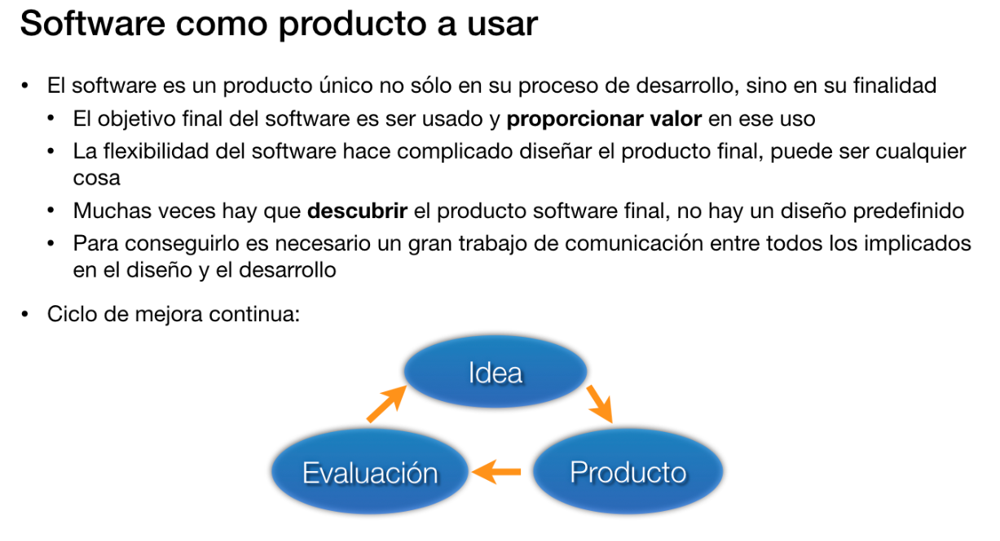 Software como producto a usar
• El software es un producto único no sólo en su proceso de desarrollo, sino en su finalidad
• El objetivo final del software es ser usado y proporcionar valor en ese uso
• La flexibilidad del software hace complicado diseñar el producto final, puede ser cualquier
cosa
• Muchas veces hay que descubrir el producto software final, no hay un diseño predefinido
• Para conseguirlo es necesario un gran trabajo de comunicación entre todos los implicados
en el diseño y el desarrollo
• Ciclo de mejora continua:
Idea
Evaluación
Producto